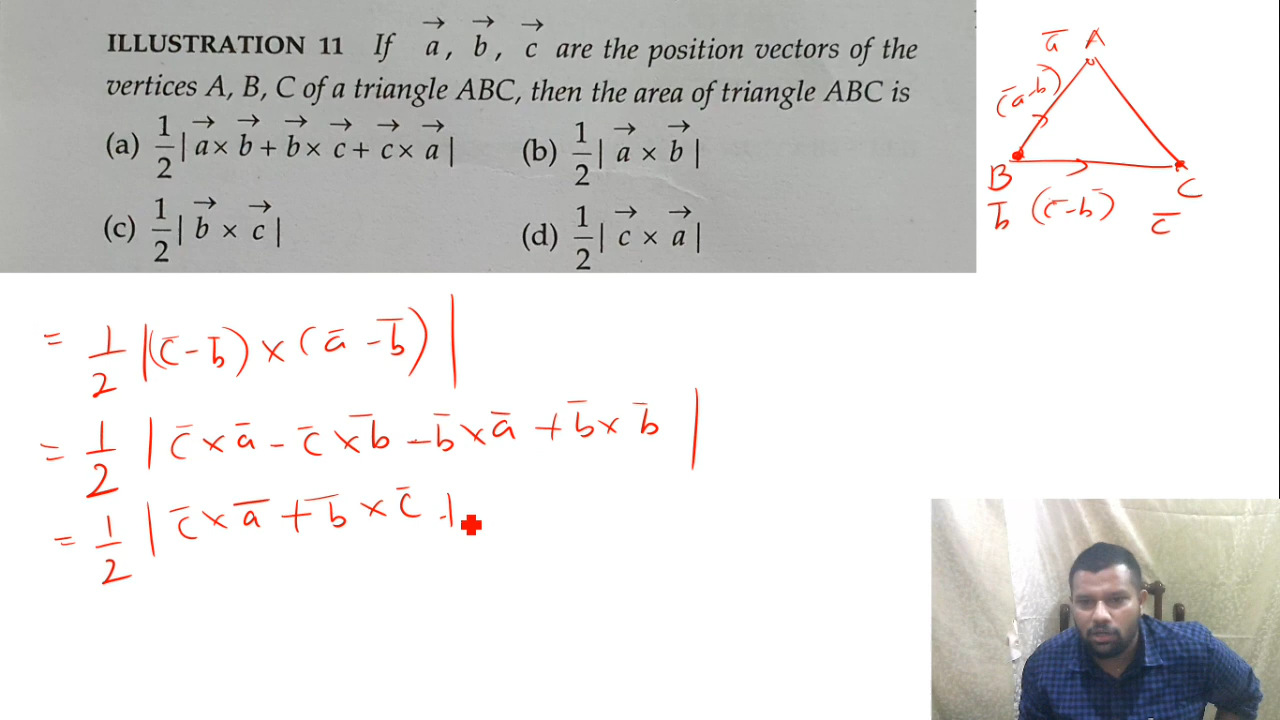 ILLUSTRATION 11 If a⃗, b⃗, c⃗ are the position vectors of the
vertices A, B, C of a triangle ABC, then the area of triangle ABC is
(a) 1/2 | a⃗ × b⃗ + b⃗ × c⃗ + c⃗ × a⃗ | (b) 1/2 | a⃗ × b⃗ |
(c) 1/2 | b⃗ × c⃗ | (d) 1/2 | c⃗ × a⃗ |
a̅ A
(a̅-b̅)
B C
b̅ (c̅-b̅) c̅
= 1/2 |(c̅-b̅) × (a̅-b̅)|
= 1/2 | c̅×a̅ - c̅×b̅ - b̅×a̅ + b̅×b̅ |
= 1/2 | c̅×a̅ + b̅×c̅ +